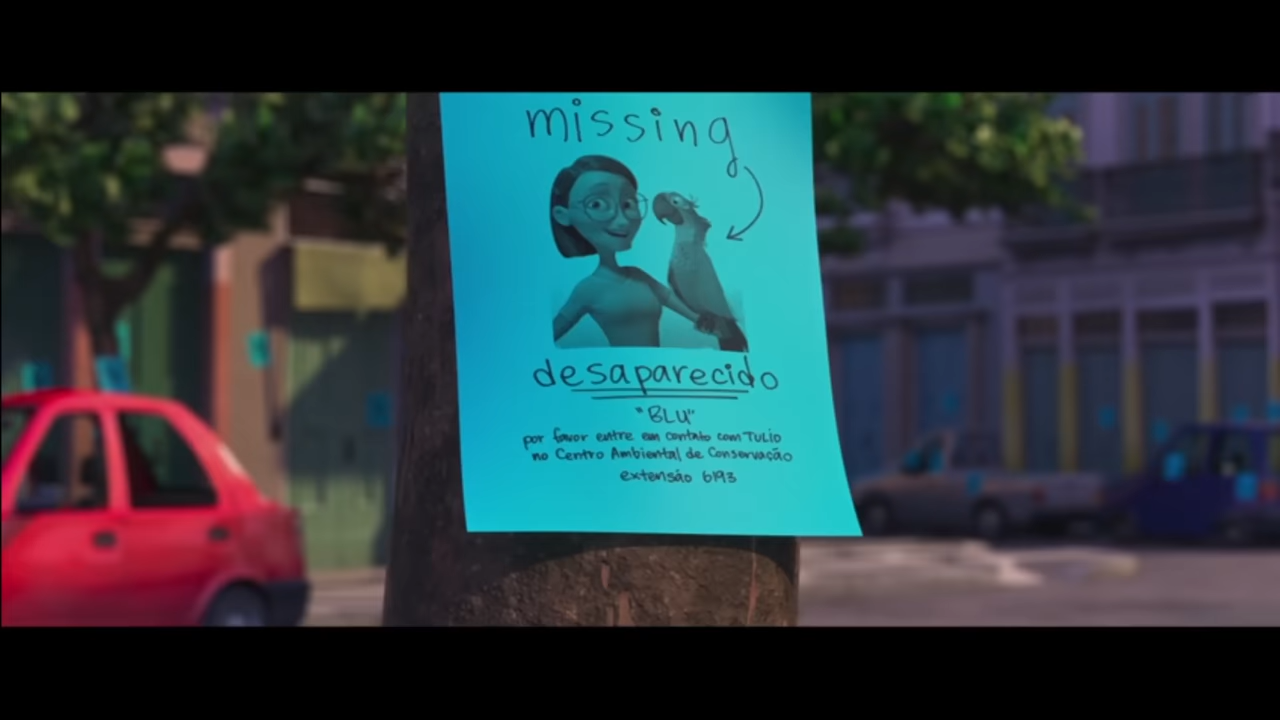 missing
desaparecido
"BLU"
por favor entre em contato com TULIO
no Centro Ambiental de Conservação
extensão 6193